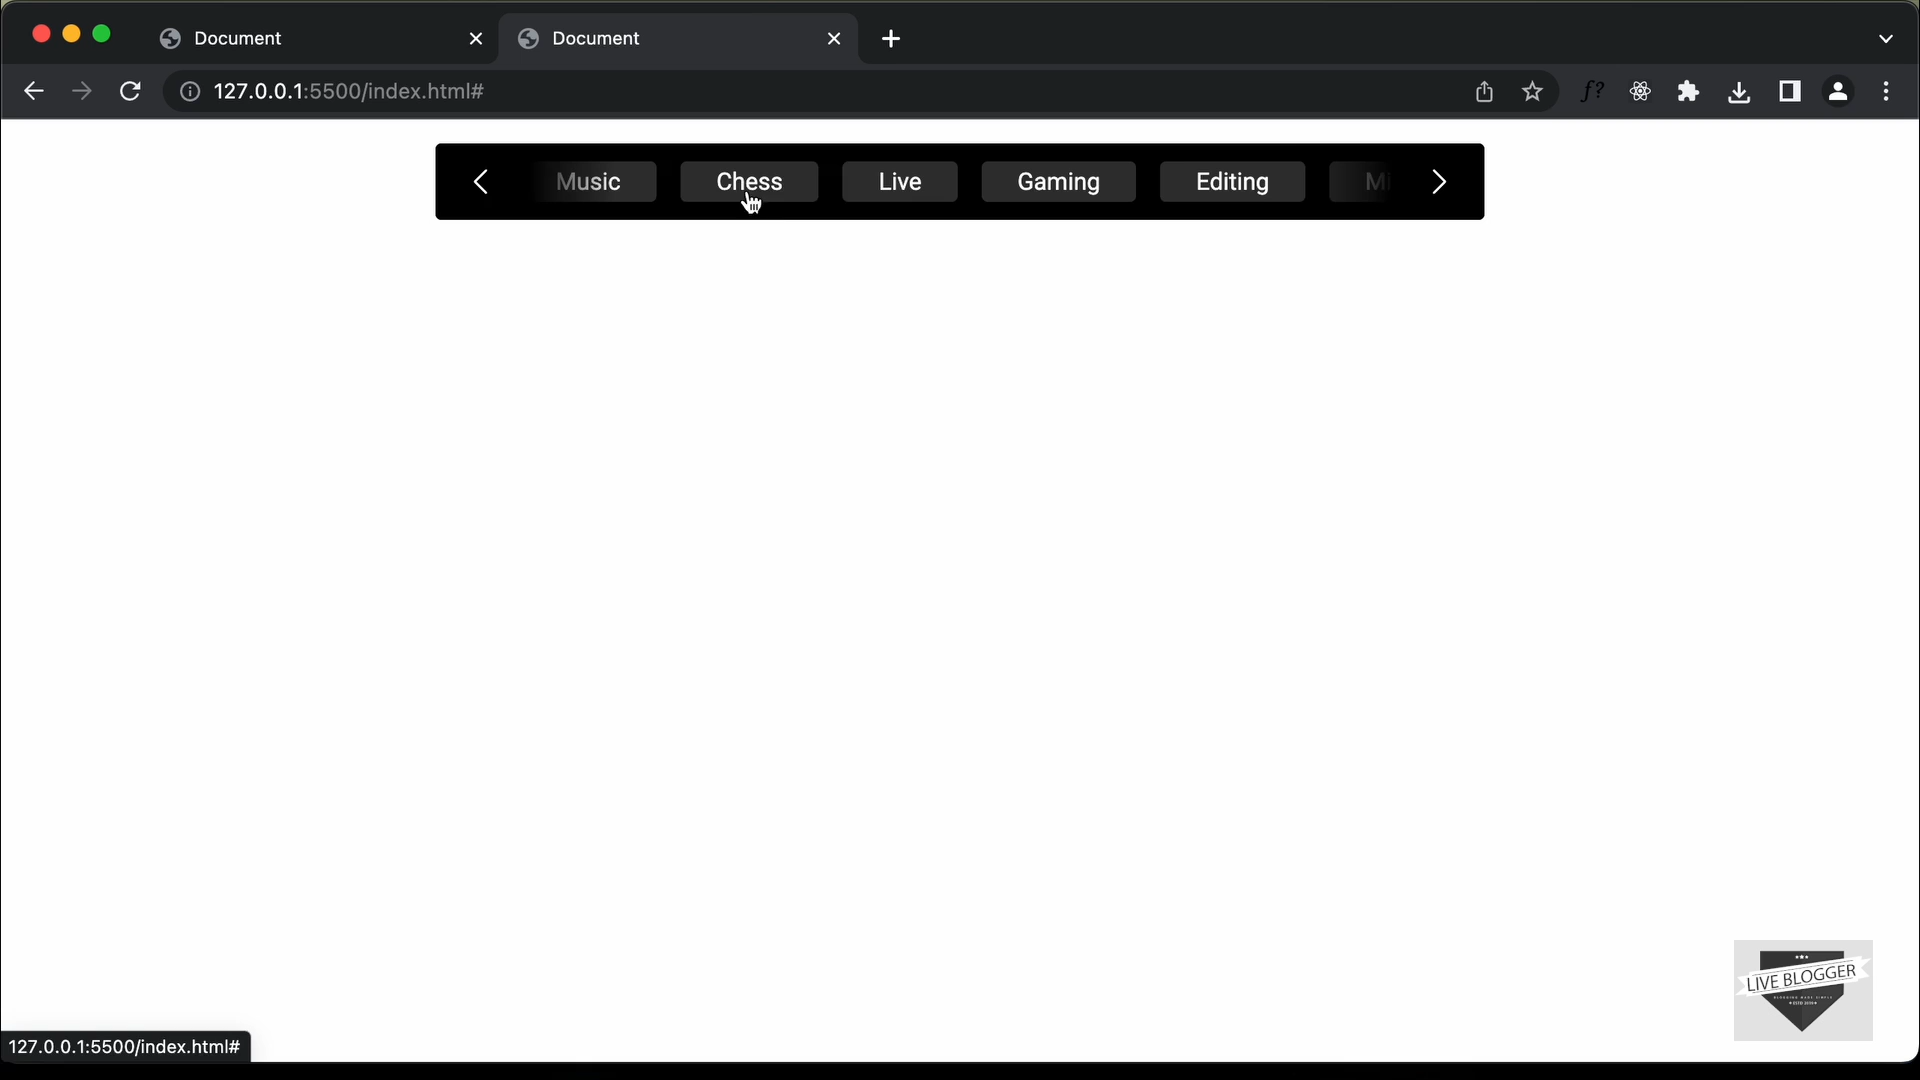 Document
Document
127.0.0.1:5500/index.html#
f?
Music
Chess
Live
Gaming
Editing
Mi
LIVE BLOGGER
127.0.0.1:5500/index.html#